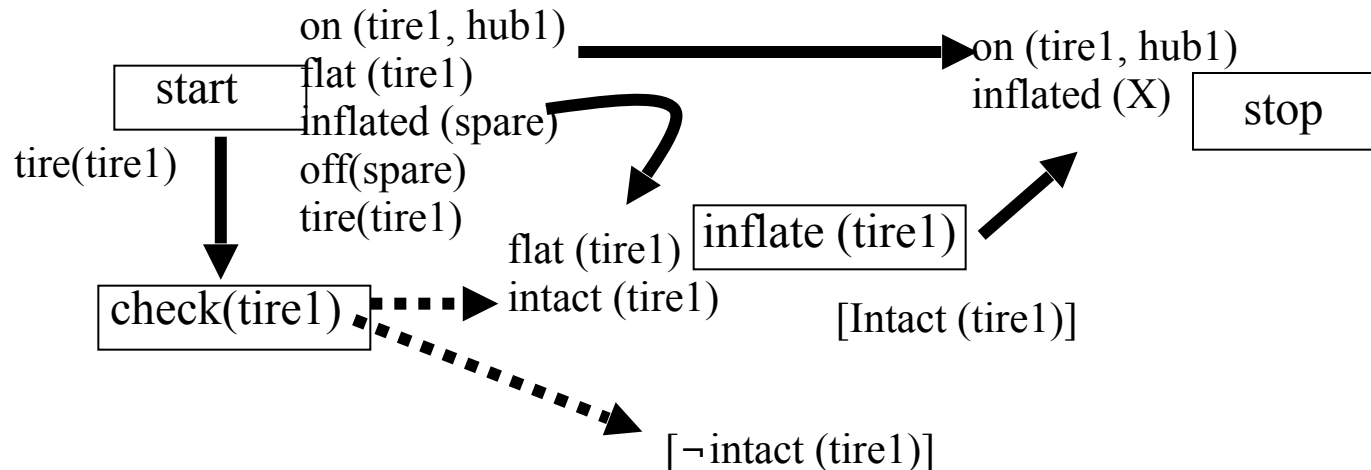 start
on (tire1, hub1)
flat (tire1)
inflated (spare)
off(spare)
tire(tire1)
on (tire1, hub1)
inflated (X)
stop
tire(tire1)
check(tire1)
flat (tire1)
intact (tire1)
inflate (tire1)
[Intact (tire1)]
[¬intact (tire1)]